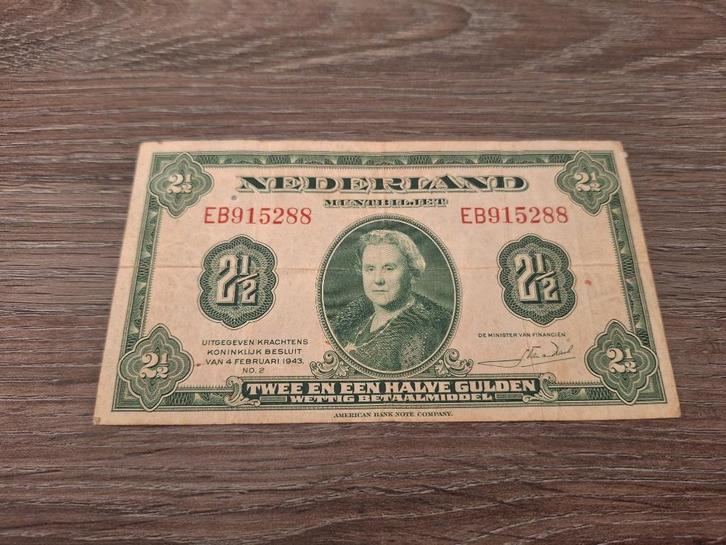 2½ NEDERLAND 2½
MUNTBILJET
EB915288 EB915288
2½ 2½
UITGEGEVEN KRACHTENS
KONINKLIJK BESLUIT
VAN 4 FEBRUARI 1943.
NO. 2
DE MINISTER VAN FINANCIËN
2½ 2½
TWEE EN EEN HALVE GULDEN
WETTIG BETAALMIDDEL
AMERICAN BANK NOTE COMPANY.